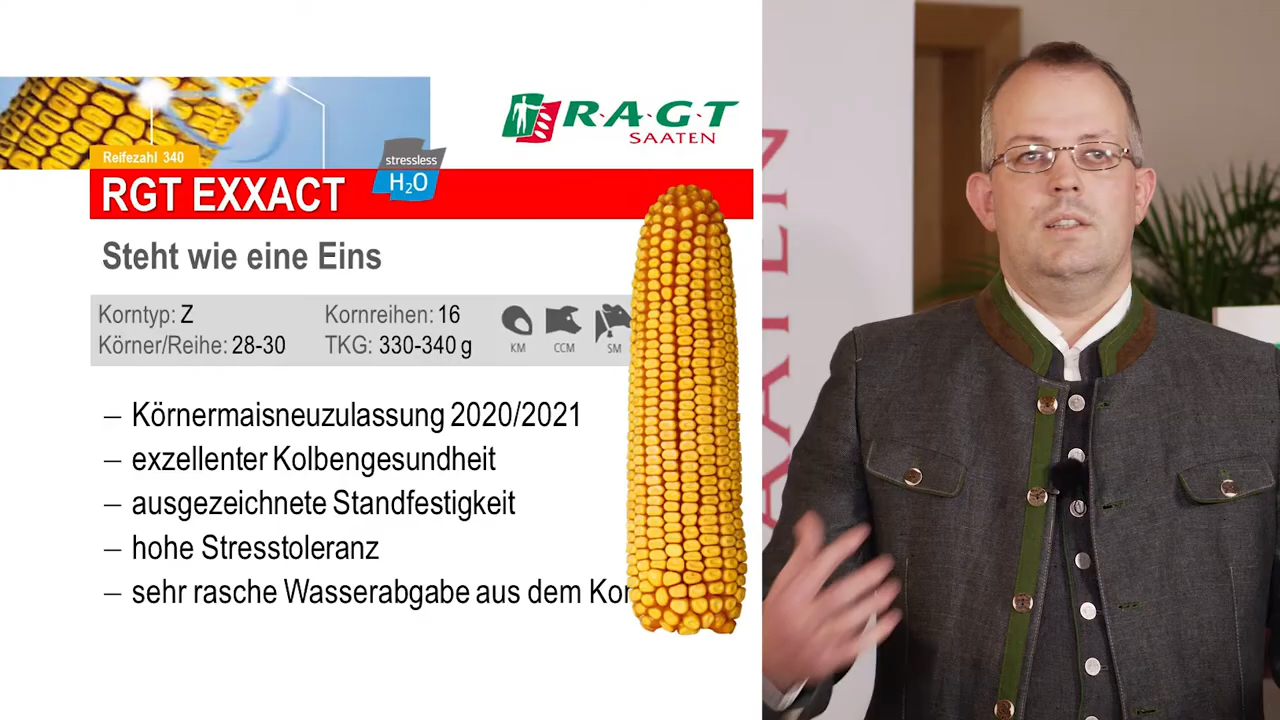 R·A·G·T
SAATEN
Reifezahl 340
stressless
H₂O
RGT EXXACT
Steht wie eine Eins
Korntyp: Z
Kornreihen: 16
Körner/Reihe: 28-30
TKG: 330-340 g
KM
CCM
SM
– Körnermaisneuzulassung 2020/2021
– exzellenter Kolbengesundheit
– ausgezeichnete Standfestigkeit
– hohe Stresstoleranz
– sehr rasche Wasserabgabe aus dem
AATEN